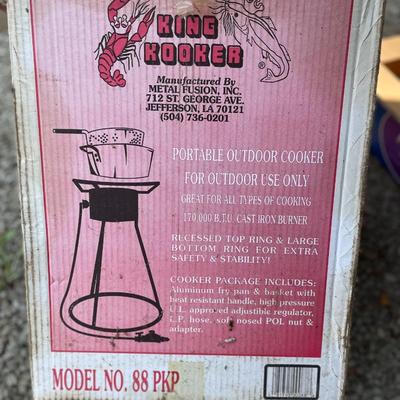 KING
KOOKER
®
Manufactured By
METAL FUSION, INC.
712 ST. GEORGE AVE.
JEFFERSON, LA 70121
(504) 736-0201
PORTABLE OUTDOOR COOKER
FOR OUTDOOR USE ONLY
GREAT FOR ALL TYPES OF COOKING
170,000 B.T.U. CAST IRON BURNER
RECESSED TOP RING & LARGE
BOTTOM RING FOR EXTRA
SAFETY & STABILITY!
COOKER PACKAGE INCLUDES:
Aluminum fry pan & basket with
heat resistant handle, high pressure
U.L. approved adjustable regulator,
L.P. hose, soft nosed POL nut &
adapter.
MODEL NO. 88 PKP